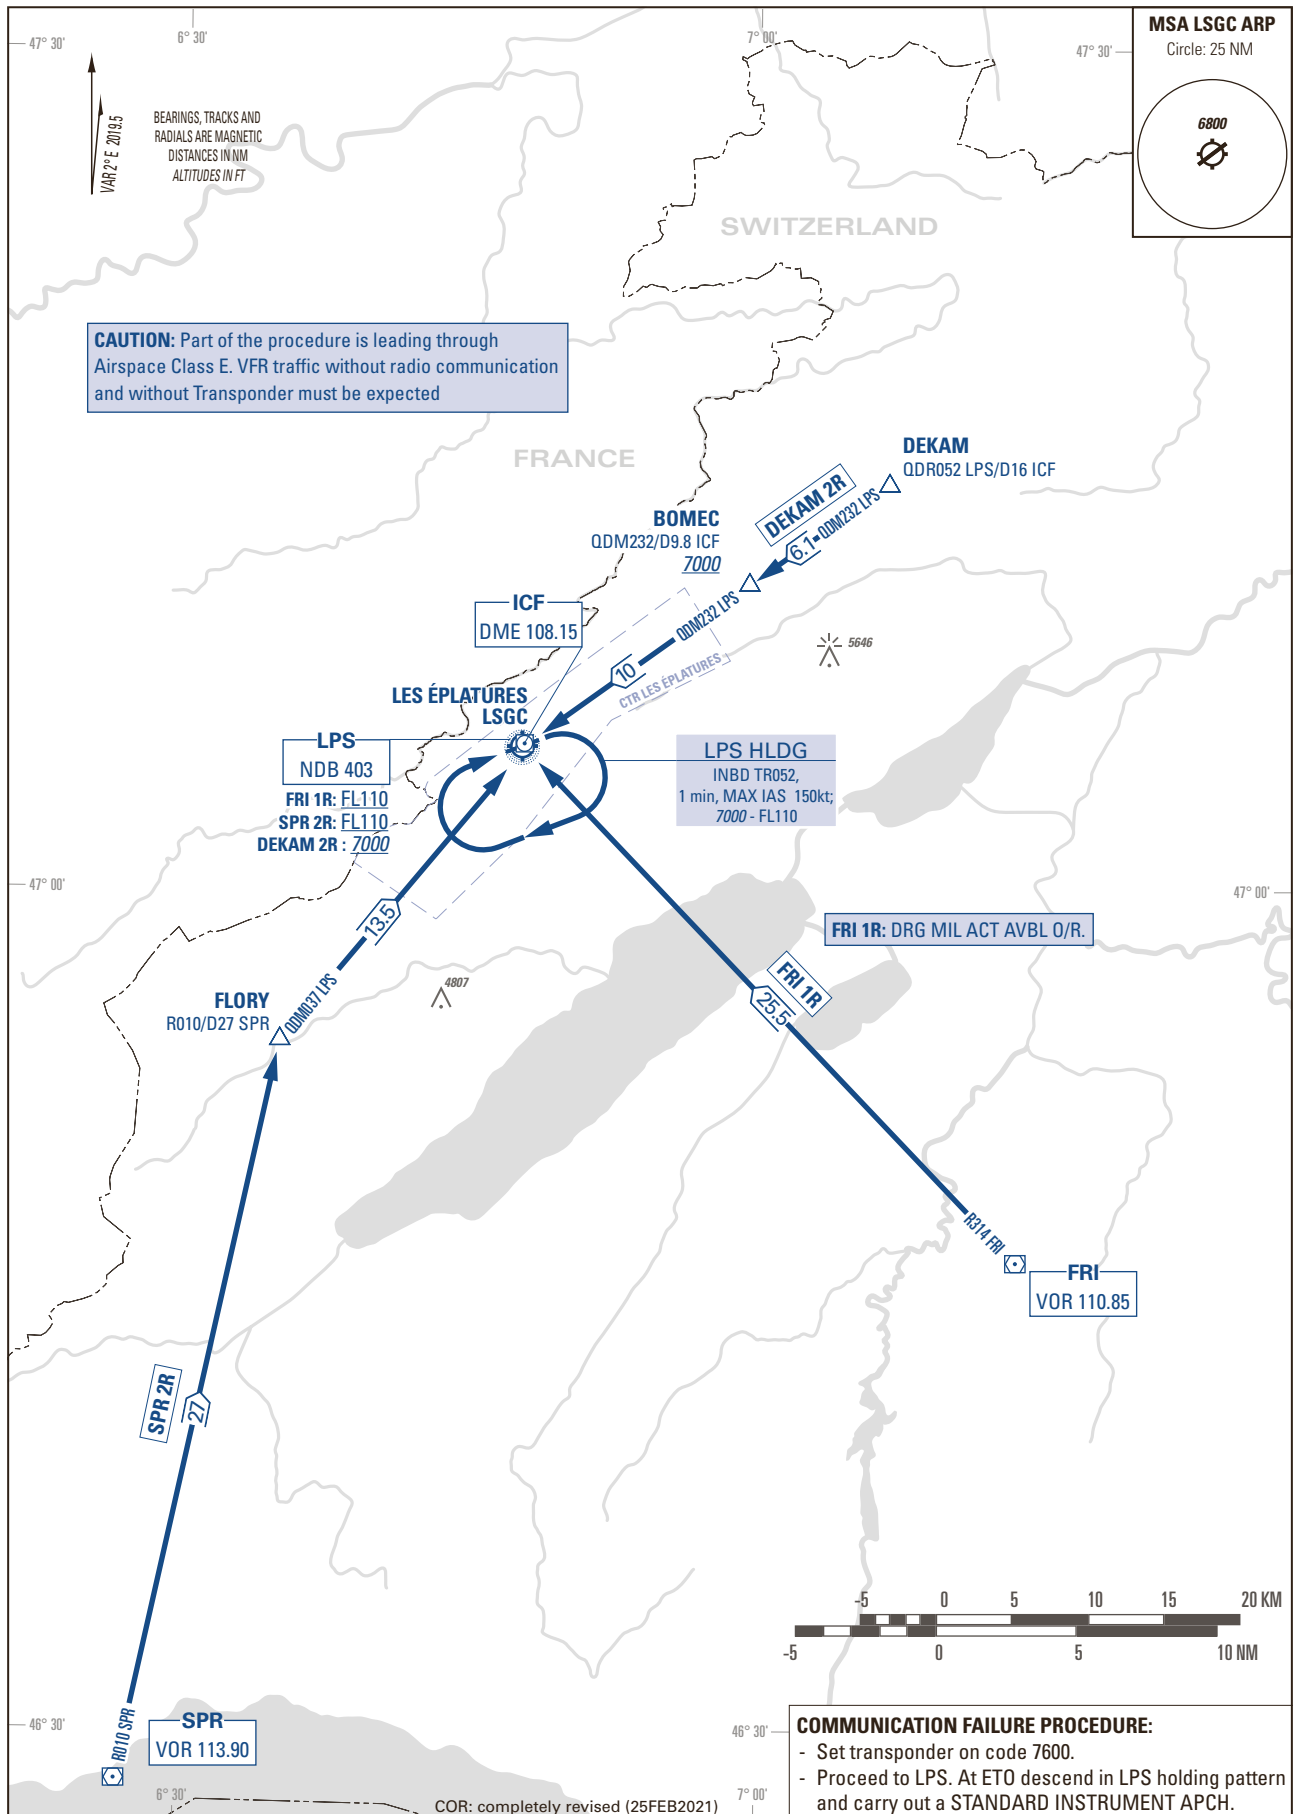 47° 30'
6° 30'
7° 00'
47° 30'
MSA LSGC ARP
Circle: 25 NM
6800
VAR 2° E 2019.5
BEARINGS, TRACKS AND
RADIALS ARE MAGNETIC
DISTANCES IN NM
ALTITUDES IN FT
SWITZERLAND
CAUTION: Part of the procedure is leading through
Airspace Class E. VFR traffic without radio communication
and without Transponder must be expected
FRANCE
DEKAM
QDR052 LPS/D16 ICF
DEKAM 2R
6.1
QDM232 LPS
BOMEC
QDM232/D9.8 ICF
7000
QDM232 LPS
10
CTR LES ÉPLATURES
5646
ICF
DME 108.15
LES ÉPLATURES
LSGC
LPS
NDB 403
FRI 1R: FL110
SPR 2R: FL110
DEKAM 2R : 7000
LPS HLDG
INBD TR052,
1 min, MAX IAS 150kt;
7000 - FL110
47° 00'
47° 00'
13.5
QDM037 LPS
FRI 1R: DRG MIL ACT AVBL O/R.
FRI 1R
25.5
4807
FLORY
R010/D27 SPR
R314 FRI
FRI
VOR 110.85
SPR 2R
27
-5 0 5 10 15 20 KM
-5 0 5 10 NM
R010 SPR
SPR
VOR 113.90
46° 30'
46° 30'
6° 30'
7° 00'
COMMUNICATION FAILURE PROCEDURE:
- Set transponder on code 7600.
- Proceed to LPS. At ETO descend in LPS holding pattern
and carry out a STANDARD INSTRUMENT APCH.
COR: completely revised (25FEB2021)